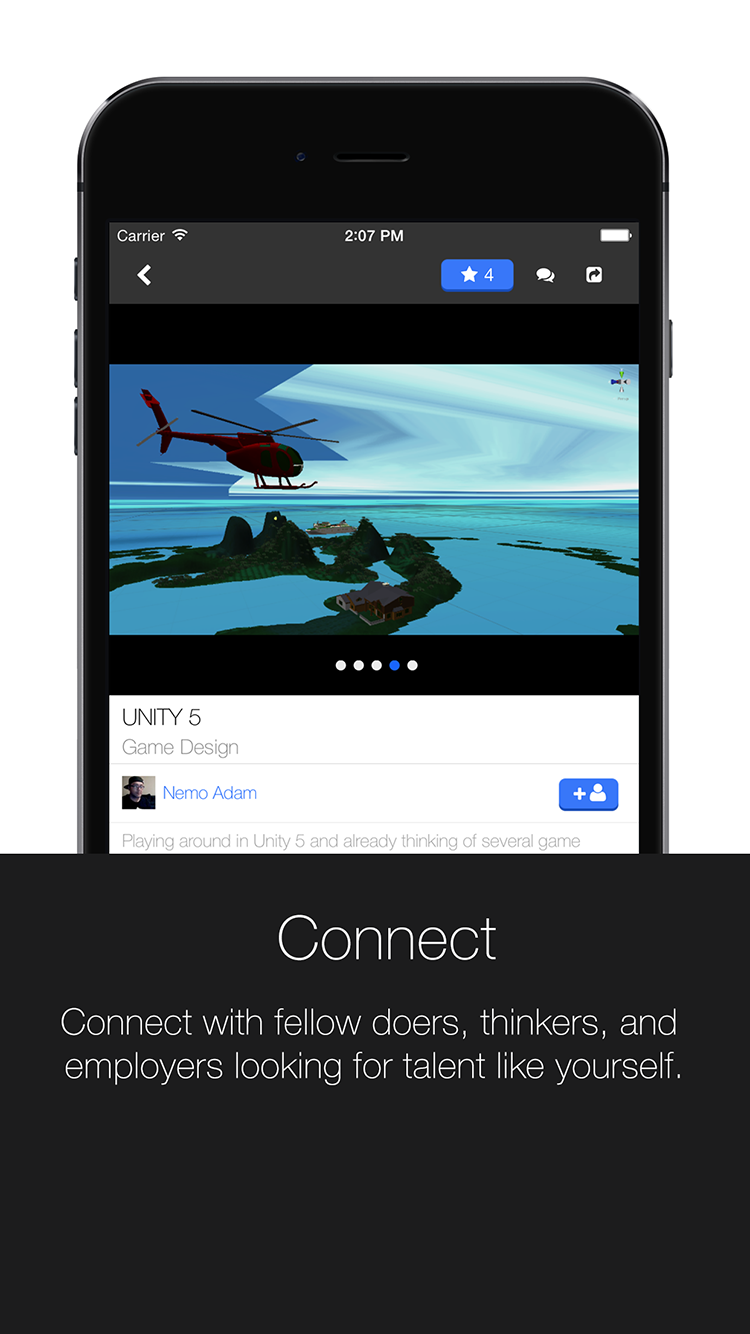 Carrier 2:07 PM
4
UNITY 5
Game Design
Nemo Adam
Playing around in Unity 5 and already thinking of several game
Connect
Connect with fellow doers, thinkers, and
employers looking for talent like yourself.